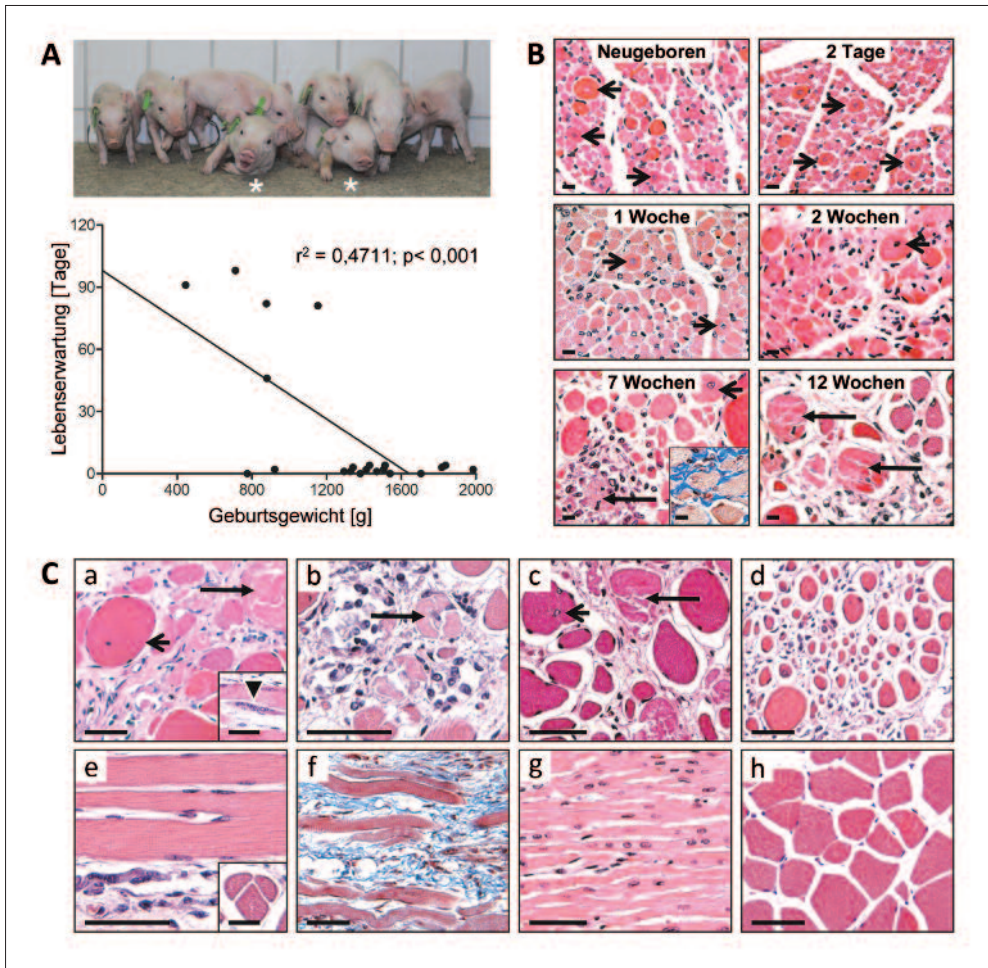 A
* *
120
90
60
30
0
r² = 0,4711; p< 0,001
Lebenserwartung [Tage]
0 400 800 1200 1600 2000
Geburtsgewicht [g]
B
Neugeboren
2 Tage
1 Woche
2 Wochen
7 Wochen
12 Wochen
C
a
b
c
d
e
f
g
h